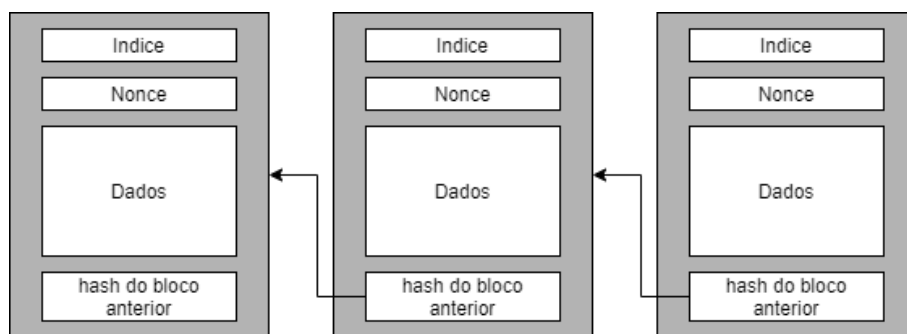 Indice
Nonce
Dados
hash do bloco
anterior
Indice
Nonce
Dados
hash do bloco
anterior
Indice
Nonce
Dados
hash do bloco
anterior